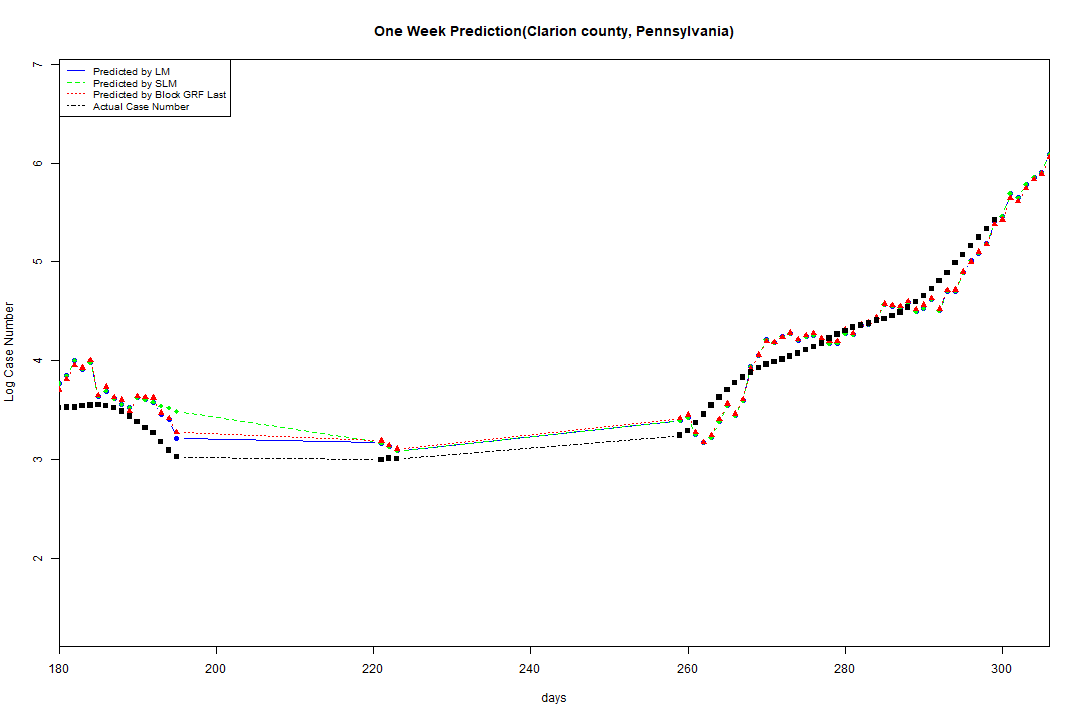 One Week Prediction(Clarion county, Pennsylvania)
Predicted by LM
Predicted by SLM
Predicted by Block GRF Last
Actual Case Number
7
6
5
4
3
2
Log Case Number
180 200 220 240 260 280 300
days